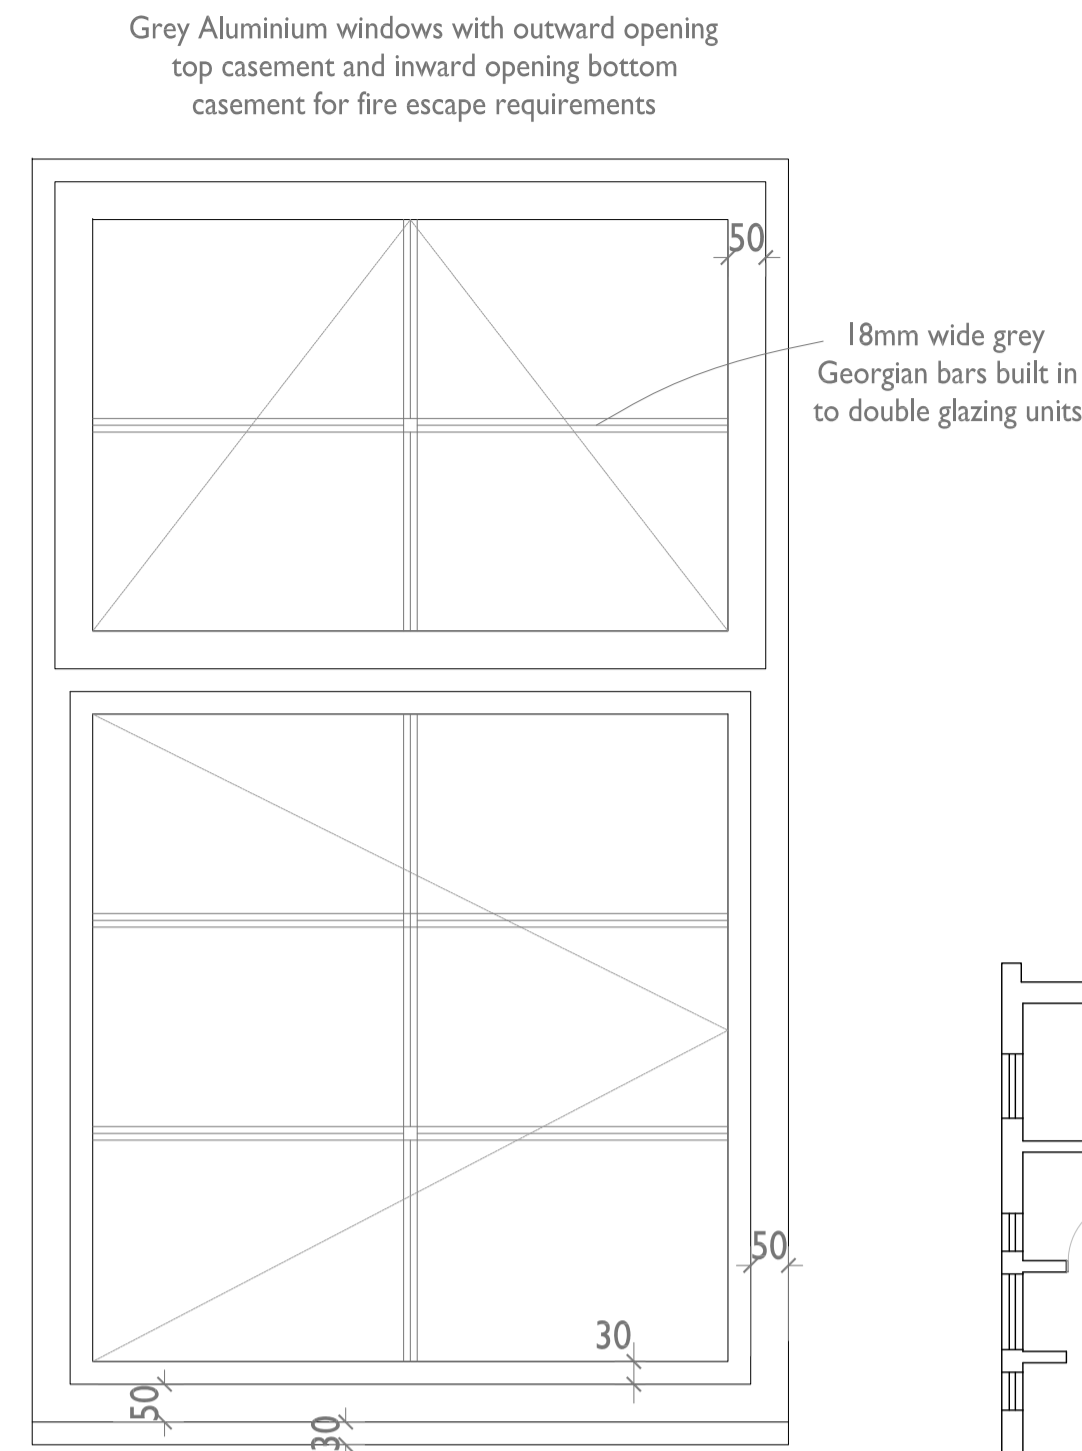 Grey Aluminium windows with outward opening
top casement and inward opening bottom
casement for fire escape requirements
50
18mm wide grey
Georgian bars built in
to double glazing units
50
30
50
30